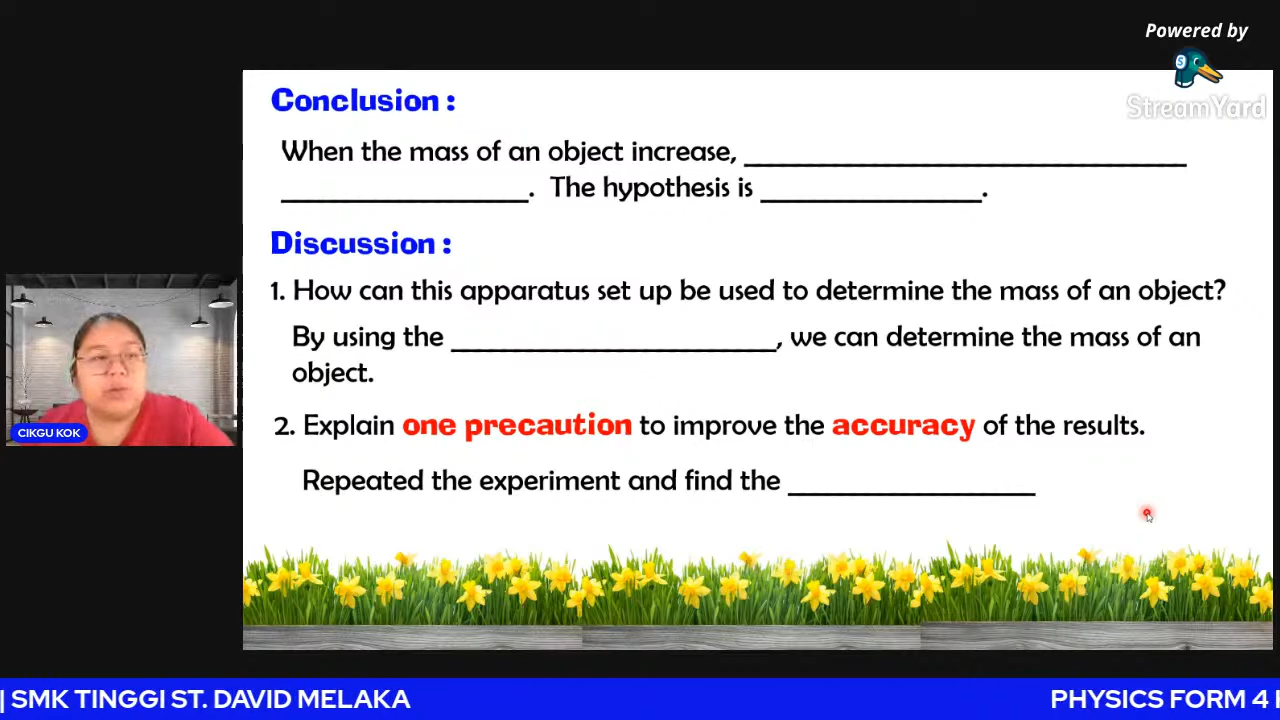 Powered by
StreamYard
Conclusion :
When the mass of an object increase, ______________________________
_________________. The hypothesis is _______________.
Discussion :
1. How can this apparatus set up be used to determine the mass of an object?
By using the ______________________, we can determine the mass of an
object.
2. Explain one precaution to improve the accuracy of the results.
Repeated the experiment and find the _________________
CIKGU KOK
| SMK TINGGI ST. DAVID MELAKA
PHYSICS FORM 4